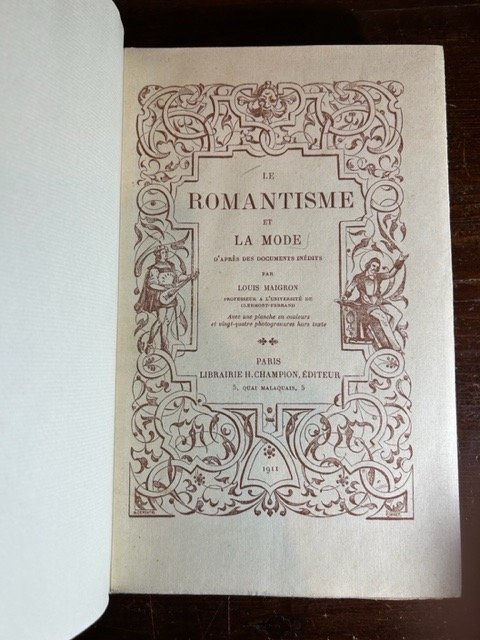 LE
ROMANTISME
ET
LA MODE
D'APRÈS DES DOCUMENTS INÉDITS
PAR
LOUIS MAIGRON
PROFESSEUR A L'UNIVERSITÉ DE
CLERMONT-FERRAND
Avec une planche en couleurs
et vingt-quatre photogravures hors texte
PARIS
LIBRAIRIE H. CHAMPION, ÉDITEUR
5, QUAI MALAQUAIS, 5
1911